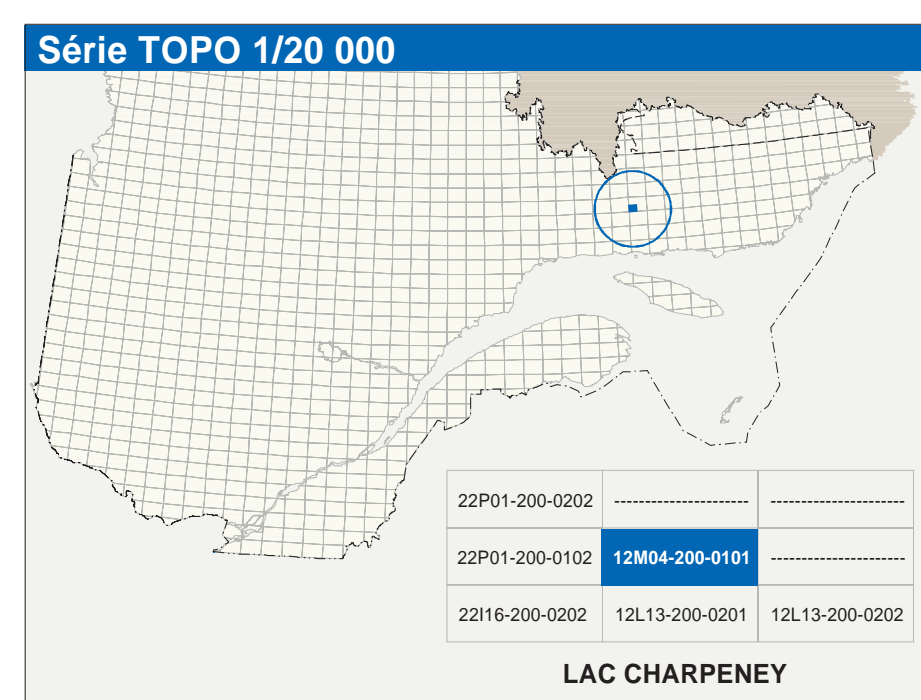 Série TOPO 1/20 000
22P01-200-0202 --------------------- ---------------------
22P01-200-0102 12M04-200-0101 ---------------------
22I16-200-0202 12L13-200-0201 12L13-200-0202
LAC CHARPENEY